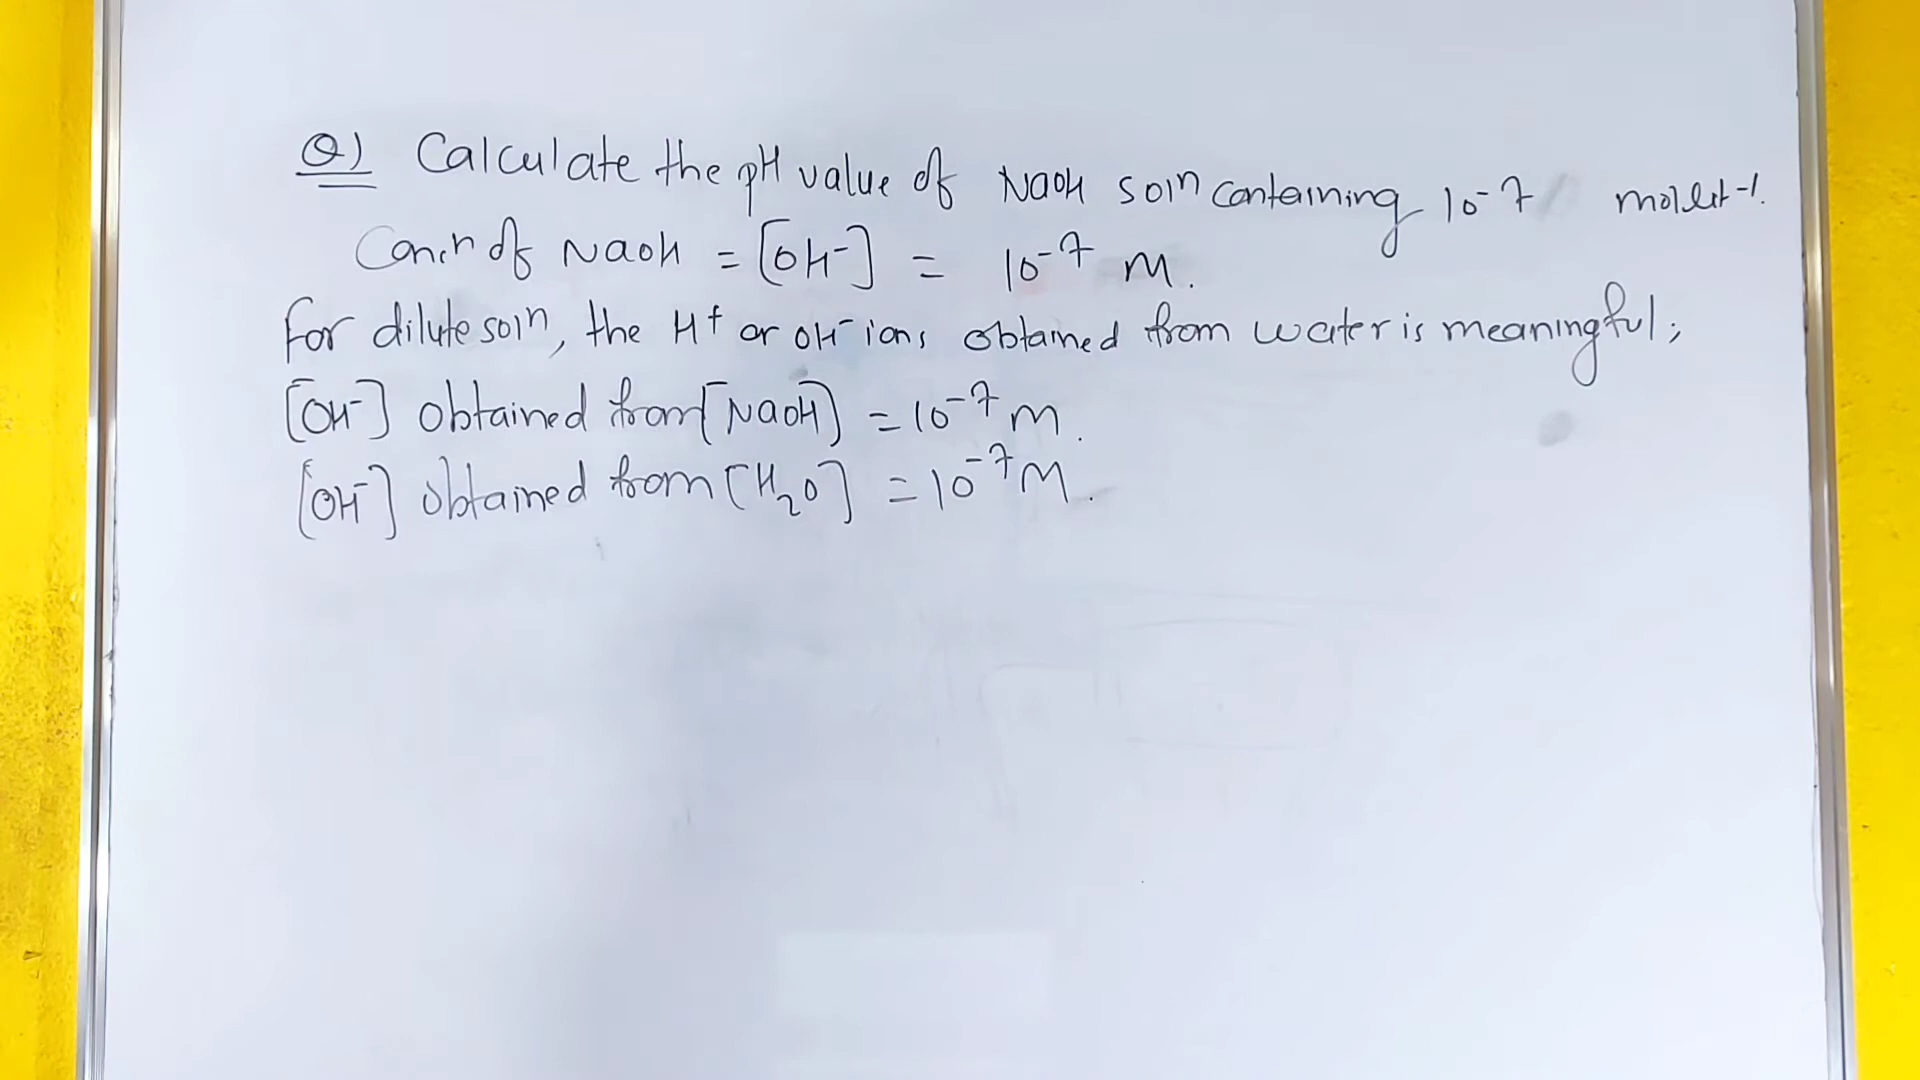 Q) Calculate the pH value of NaOH soln containing 10⁻⁷ mol lit⁻¹.
Conc.n of NaOH = [OH⁻] = 10⁻⁷ M.
For dilute soln, the H⁺ or OH⁻ ions obtained from water is meaningful;
[OH⁻] obtained from [NaOH] = 10⁻⁷ M.
[OH⁻] obtained from [H₂O] = 10⁻⁷ M.